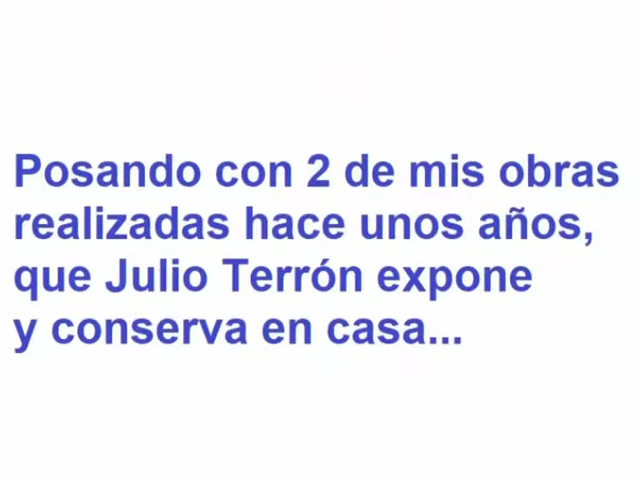 Posando con 2 de mis obras
realizadas hace unos años,
que Julio Terrón expone
y conserva en casa...